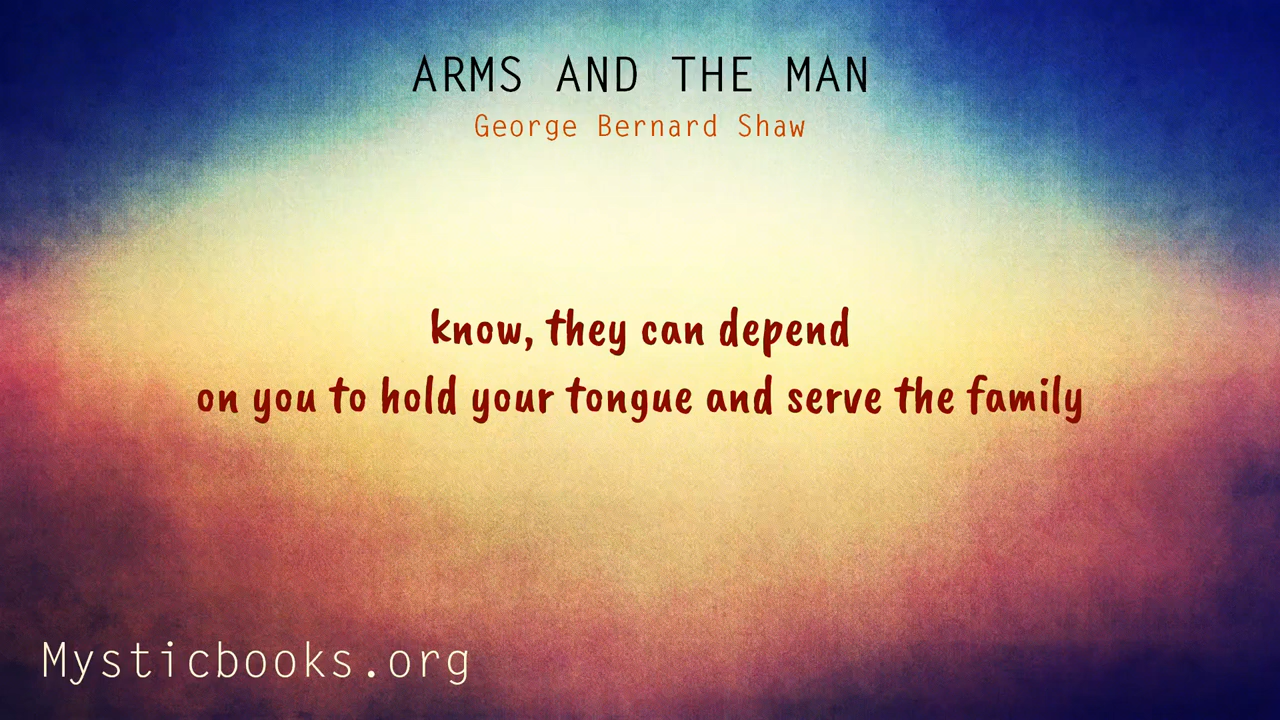 ARMS AND THE MAN
George Bernard Shaw
know, they can depend
on you to hold your tongue and serve the family
Mysticbooks.org